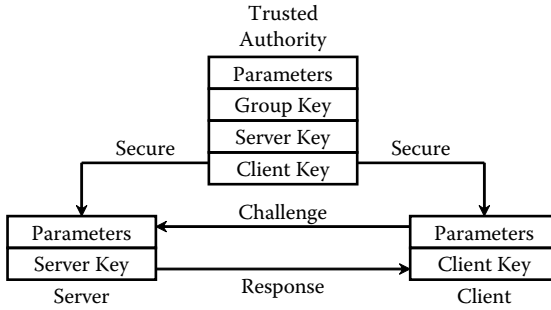 Trusted
Authority
Parameters
Group Key
Server Key
Client Key
Secure
Secure
Challenge
Response
Parameters
Server Key
Server
Parameters
Client Key
Client